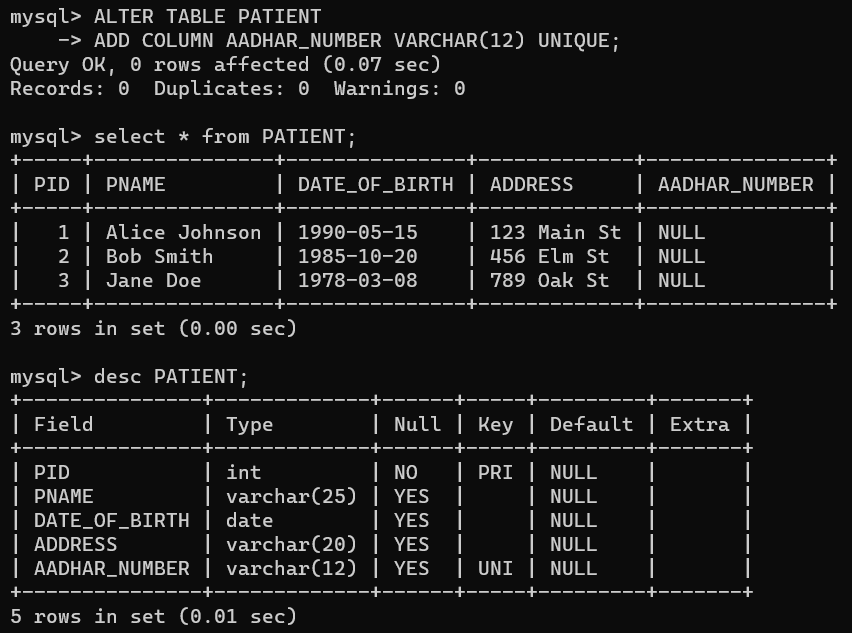 mysql> ALTER TABLE PATIENT
    -> ADD COLUMN AADHAR_NUMBER VARCHAR(12) UNIQUE;
Query OK, 0 rows affected (0.07 sec)
Records: 0  Duplicates: 0  Warnings: 0

mysql> select * from PATIENT;
+-----+---------------+---------------+-------------+---------------+
| PID | PNAME         | DATE_OF_BIRTH | ADDRESS     | AADHAR_NUMBER |
+-----+---------------+---------------+-------------+---------------+
|   1 | Alice Johnson | 1990-05-15    | 123 Main St | NULL          |
|   2 | Bob Smith     | 1985-10-20    | 456 Elm St  | NULL          |
|   3 | Jane Doe      | 1978-03-08    | 789 Oak St  | NULL          |
+-----+---------------+---------------+-------------+---------------+
3 rows in set (0.00 sec)

mysql> desc PATIENT;
+---------------+-------------+------+-----+---------+-------+
| Field         | Type        | Null | Key | Default | Extra |
+---------------+-------------+------+-----+---------+-------+
| PID           | int         | NO   | PRI | NULL    |       |
| PNAME         | varchar(25) | YES  |     | NULL    |       |
| DATE_OF_BIRTH | date        | YES  |     | NULL    |       |
| ADDRESS       | varchar(20) | YES  |     | NULL    |       |
| AADHAR_NUMBER | varchar(12) | YES  | UNI | NULL    |       |
+---------------+-------------+------+-----+---------+-------+
5 rows in set (0.01 sec)